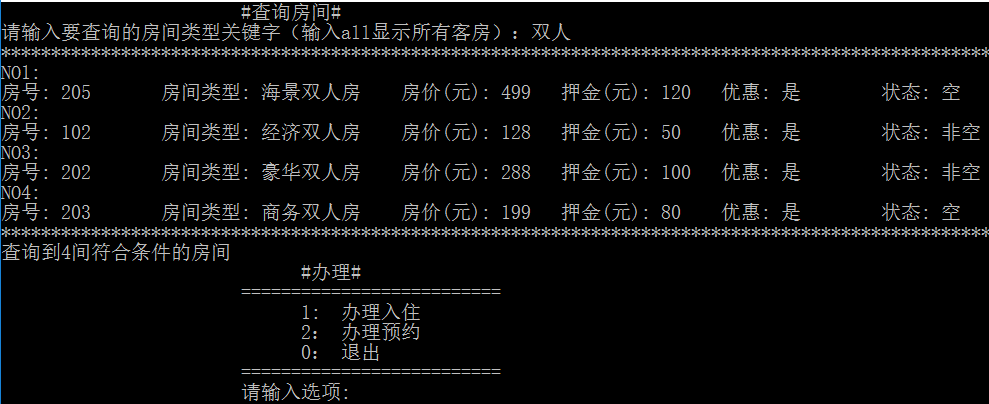 #查询房间#
请输入要查询的房间类型关键字（输入all显示所有客房）：双人
***************************************************************************************************
NO1:
房号: 205 房间类型: 海景双人房 房价(元): 499 押金(元): 120 优惠: 是 状态: 空
NO2:
房号: 102 房间类型: 经济双人房 房价(元): 128 押金(元): 50 优惠: 是 状态: 非空
NO3:
房号: 202 房间类型: 豪华双人房 房价(元): 288 押金(元): 100 优惠: 是 状态: 非空
NO4:
房号: 203 房间类型: 商务双人房 房价(元): 199 押金(元): 80 优惠: 是 状态: 空
***************************************************************************************************
查询到4间符合条件的房间
#办理#
==========================
1: 办理入住
2： 办理预约
0： 退出
==========================
请输入选项: